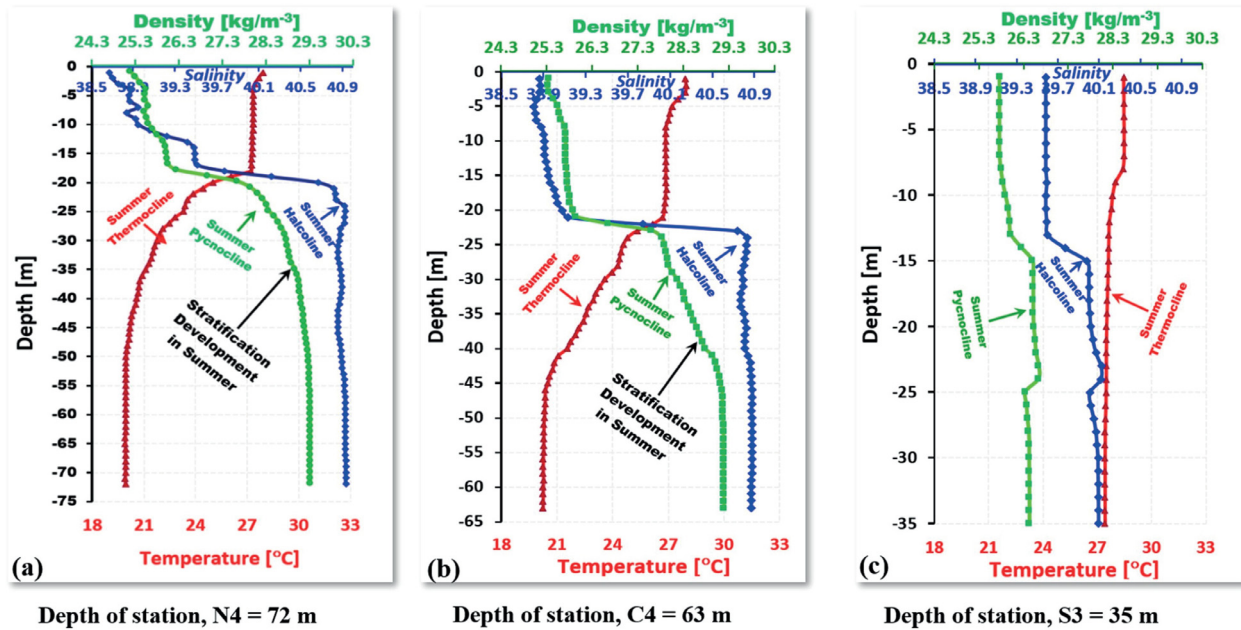 Density [kg/m-³]
24.3 25.3 26.3 27.3 28.3 29.3 30.3
Salinity
38.5 38.9 39.3 39.7 40.1 40.5 40.9
0
-5
-10
-15
-20
-25
-30
-35
-40
-45
-50
-55
-60
-65
-70
-75
Depth [m]
Summer
Thermocline
Summer
Pycnocline
Summer
Halcoline
Stratification
Development
in Summer
18 21 24 27 30 33
Temperature [°C]
(a)
Depth of station, N4 = 72 m
Density [kg/m-³]
24.3 25.3 26.3 27.3 28.3 29.3 30.3
Salinity
38.5 38.9 39.3 39.7 40.1 40.5 40.9
0
-5
-10
-15
-20
-25
-30
-35
-40
-45
-50
-55
-60
-65
Depth [m]
Summer
Thermocline
Summer
Pycnocline
Summer
Halcoline
Stratification
Development
in Summer
18 21 24 27 30 33
Temperature [°C]
(b)
Depth of station, C4 = 63 m
Density [kg/m-³]
24.3 25.3 26.3 27.3 28.3 29.3 30.3
Salinity
38.5 38.9 39.3 39.7 40.1 40.5 40.9
0
-5
-10
-15
-20
-25
-30
-35
Depth [m]
Summer
Pycnocline
Summer
Halcoline
Summer
Thermocline
18 21 24 27 30 33
Temperature [°C]
(c)
Depth of station, S3 = 35 m